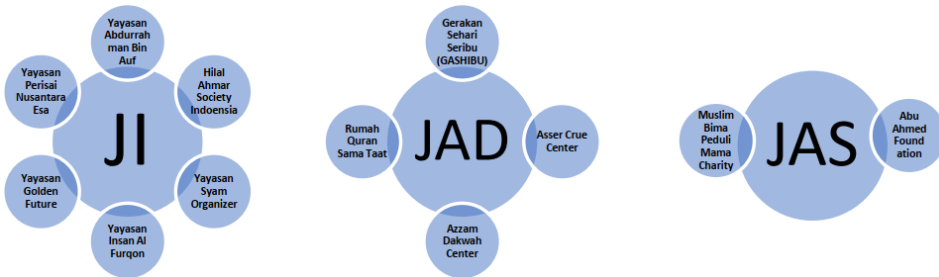 Yayasan
Abdurrah
man Bin
Auf
Yayasan
Perisai
Nusantara
Esa
Hilal
Ahmar
Society
Indoensia
JI
Yayasan
Golden
Future
Yayasan
Syam
Organizer
Yayasan
Insan Al
Furqon
Gerakan
Sehari
Seribu
(GASHIBU)
Rumah
Quran
Sama Taat
JAD
Asser Crue
Center
Azzam
Dakwah
Center
Muslim
Bima
Peduli
Mama
Charity
JAS
Abu
Ahmed
Found
ation